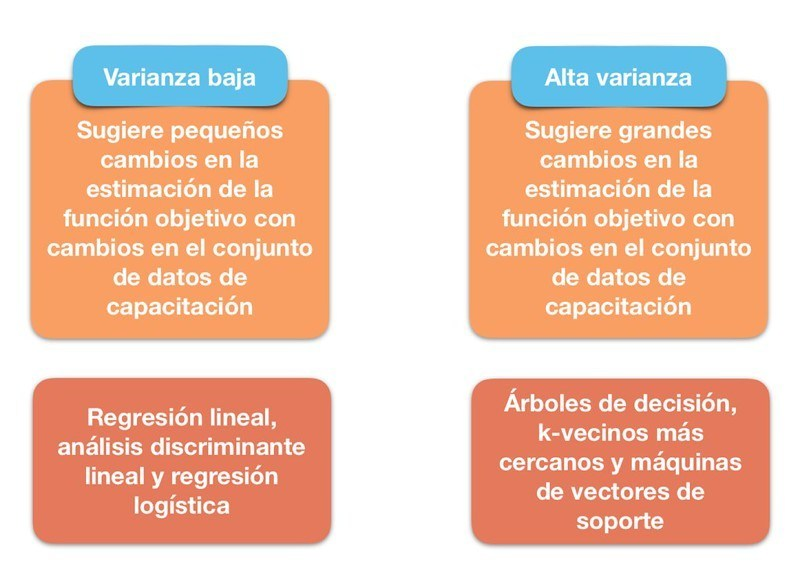 Varianza baja
Sugiere pequeños
cambios en la
estimación de la
función objetivo con
cambios en el conjunto
de datos de
capacitación
Regresión lineal,
análisis discriminante
lineal y regresión
logística
Alta varianza
Sugiere grandes
cambios en la
estimación de la
función objetivo con
cambios en el conjunto
de datos de
capacitación
Árboles de decisión,
k-vecinos más
cercanos y máquinas
de vectores de
soporte